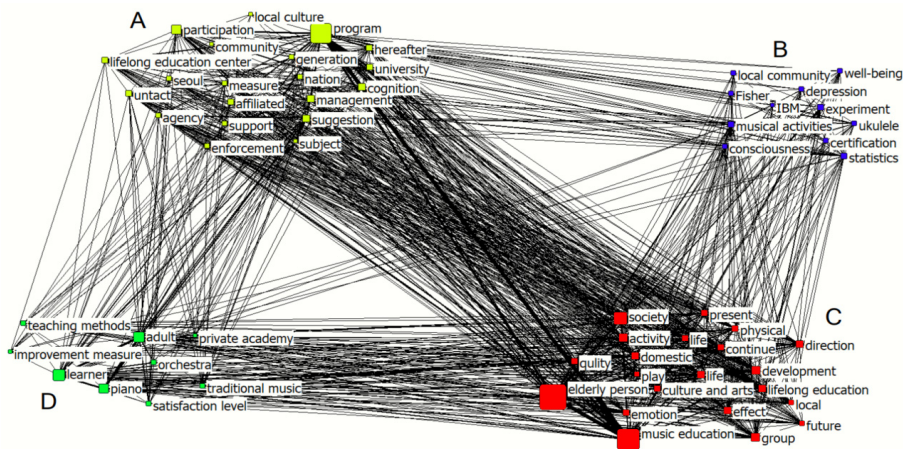 A
local culture
participation
program
community
hereafter
lifelong education center
generation
university
seoul
measure
nation
cognition
untact
affiliated
management
agency
support
suggestion
enforcement
subject
B
local community
well-being
Fisher
depression
IBM
experiment
musical activities
ukulele
consciousness
certification
statistics
teaching methods
adult
private academy
improvement measure
orchestra
learner
piano
traditional music
D
satisfaction level
society
present
C
physical
activity
life
continue
direction
qulity
domestic
development
play
life
elderly person
culture and arts
lifelong education
local
emotion
effect
future
music education
group